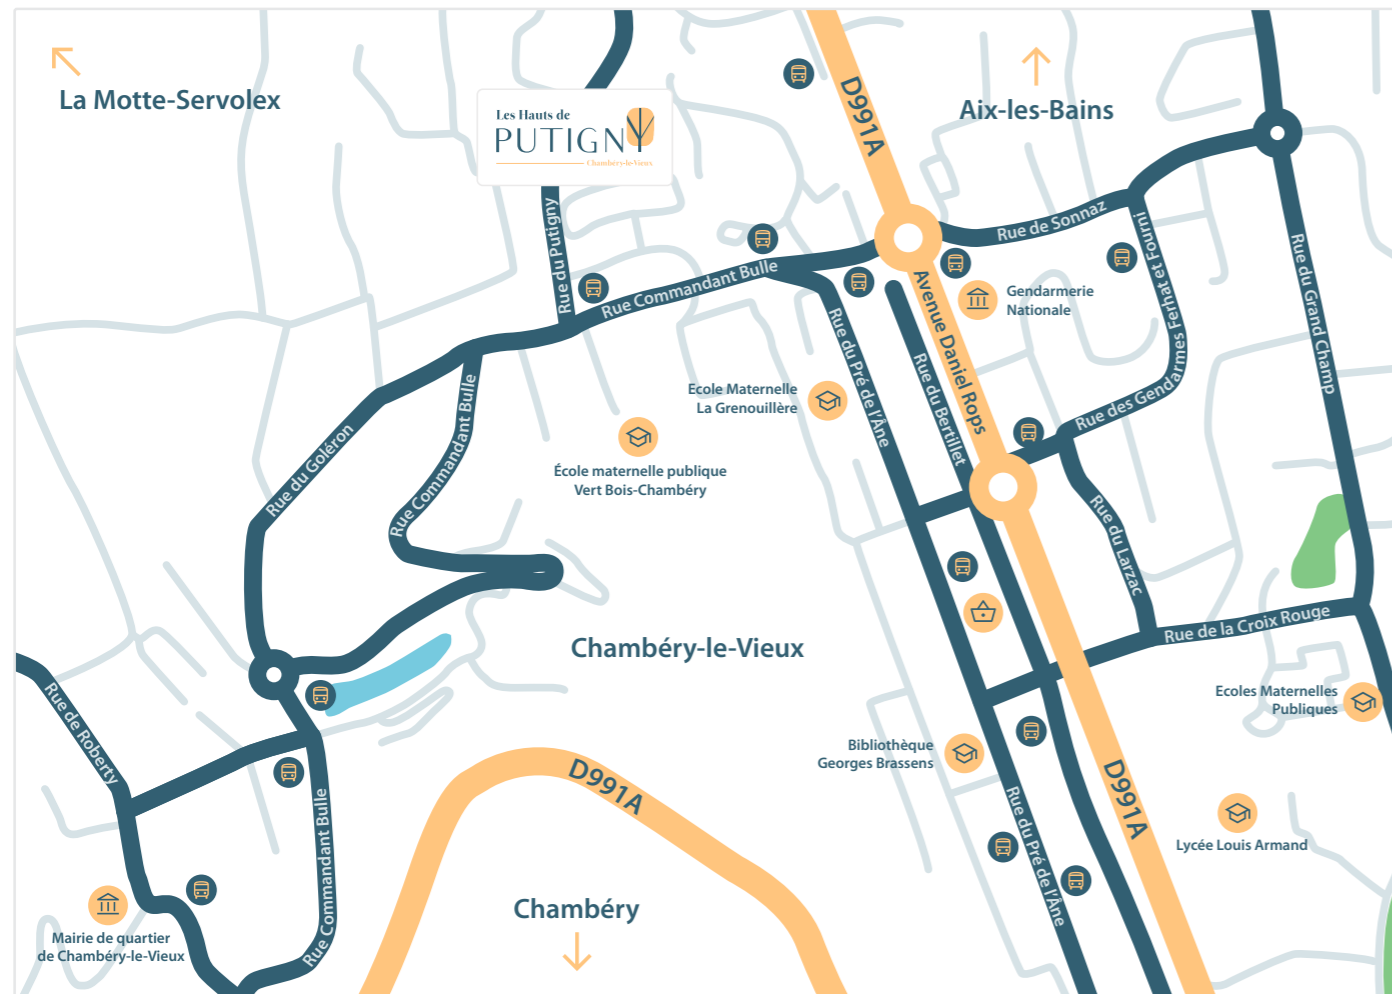 La Motte-Servolex
Les Hauts de
PUTIGNY
Chambéry-le-Vieux
D991A
Aix-les-Bains
Rue du Putigny
Rue Commandant Bulle
Rue de Sonnaz
Gendarmerie
Nationale
Avenue Daniel Rops
Rue des Gendarmes Ferhat et Fourni
Rue du Grand Champ
Rue du Pré de l'Âne
Rue du Bertillet
Ecole Maternelle
La Grenouillère
École maternelle publique
Vert Bois-Chambéry
Rue du Goléron
Rue Commandant Bulle
Rue du Larzac
Rue de la Croix Rouge
Chambéry-le-Vieux
Ecoles Maternelles
Publiques
Rue de Roberty
Bibliothèque
Georges Brassens
D991A
D991A
Rue Commandant Bulle
Rue du Pré de l'Âne
Lycée Louis Armand
Chambéry
Mairie de quartier
de Chambéry-le-Vieux